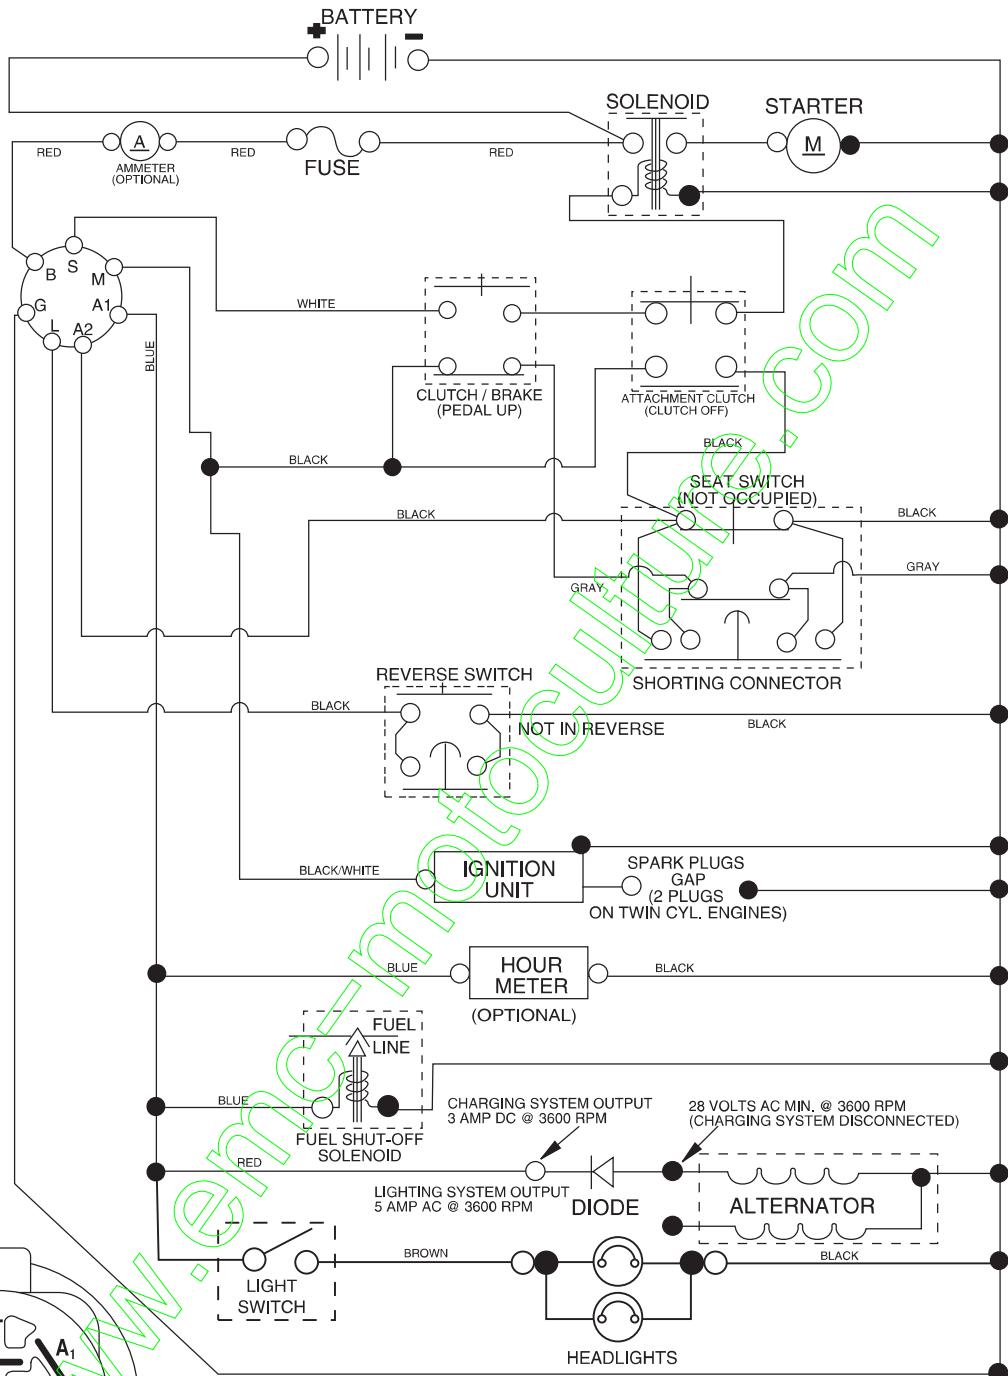 BATTERY
SOLENOID
STARTER
A
M
RED
RED
RED
AMMETER
(OPTIONAL)
FUSE
B
S
M
G
A1
L
A2
WHITE
BLUE
CLUTCH / BRAKE
(PEDAL UP)
ATTACHMENT CLUTCH
(CLUTCH OFF)
BLACK
BLACK
SEAT SWITCH
(NOT OCCUPIED)
BLACK
BLACK
GRAY
GRAY
SHORTING CONNECTOR
REVERSE SWITCH
BLACK
NOT IN REVERSE
BLACK
BLACK/WHITE
IGNITION
UNIT
SPARK PLUGS
GAP
(2 PLUGS
ON TWIN CYL. ENGINES)
BLUE
HOUR
METER
BLACK
(OPTIONAL)
FUEL
LINE
BLUE
FUEL SHUT-OFF
SOLENOID
CHARGING SYSTEM OUTPUT
3 AMP DC @ 3600 RPM
28 VOLTS AC MIN. @ 3600 RPM
(CHARGING SYSTEM DISCONNECTED)
RED
LIGHTING SYSTEM OUTPUT
5 AMP AC @ 3600 RPM
DIODE
ALTERNATOR
BROWN
BLACK
LIGHT
SWITCH
HEADLIGHTS
A1
www.emc-motoculture.com